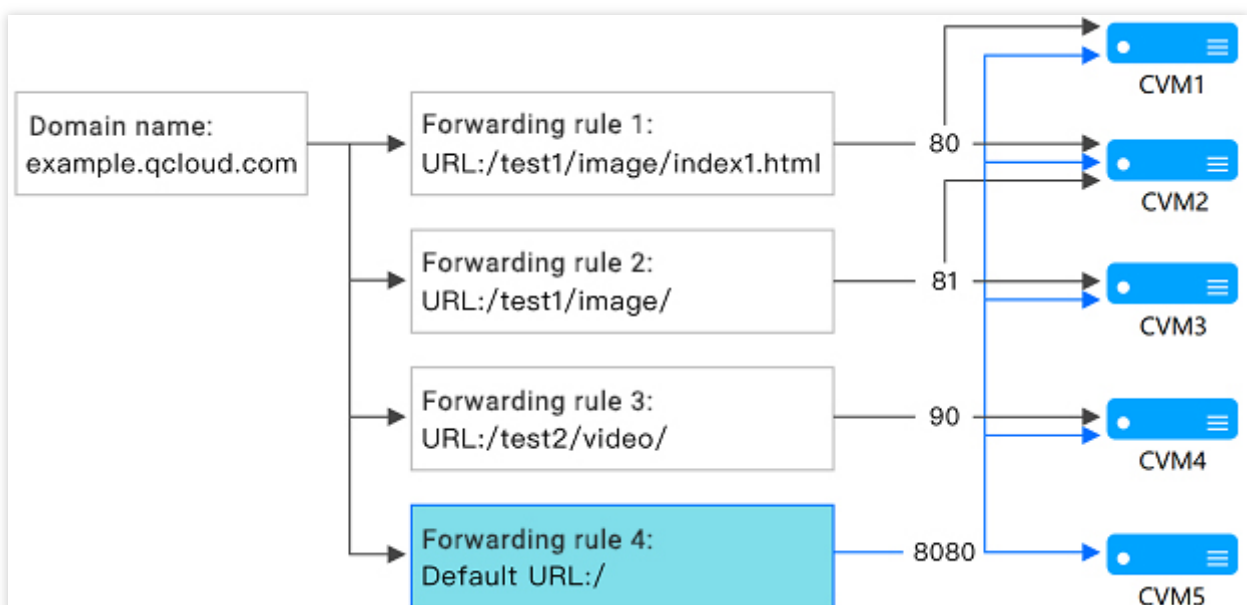 Domain name:
example.qcloud.com
Forwarding rule 1:
URL:/test1/image/index1.html
80
Forwarding rule 2:
URL:/test1/image/
81
Forwarding rule 3:
URL:/test2/video/
90
Forwarding rule 4:
Default URL:/
8080
CVM1
CVM2
CVM3
CVM4
CVM5